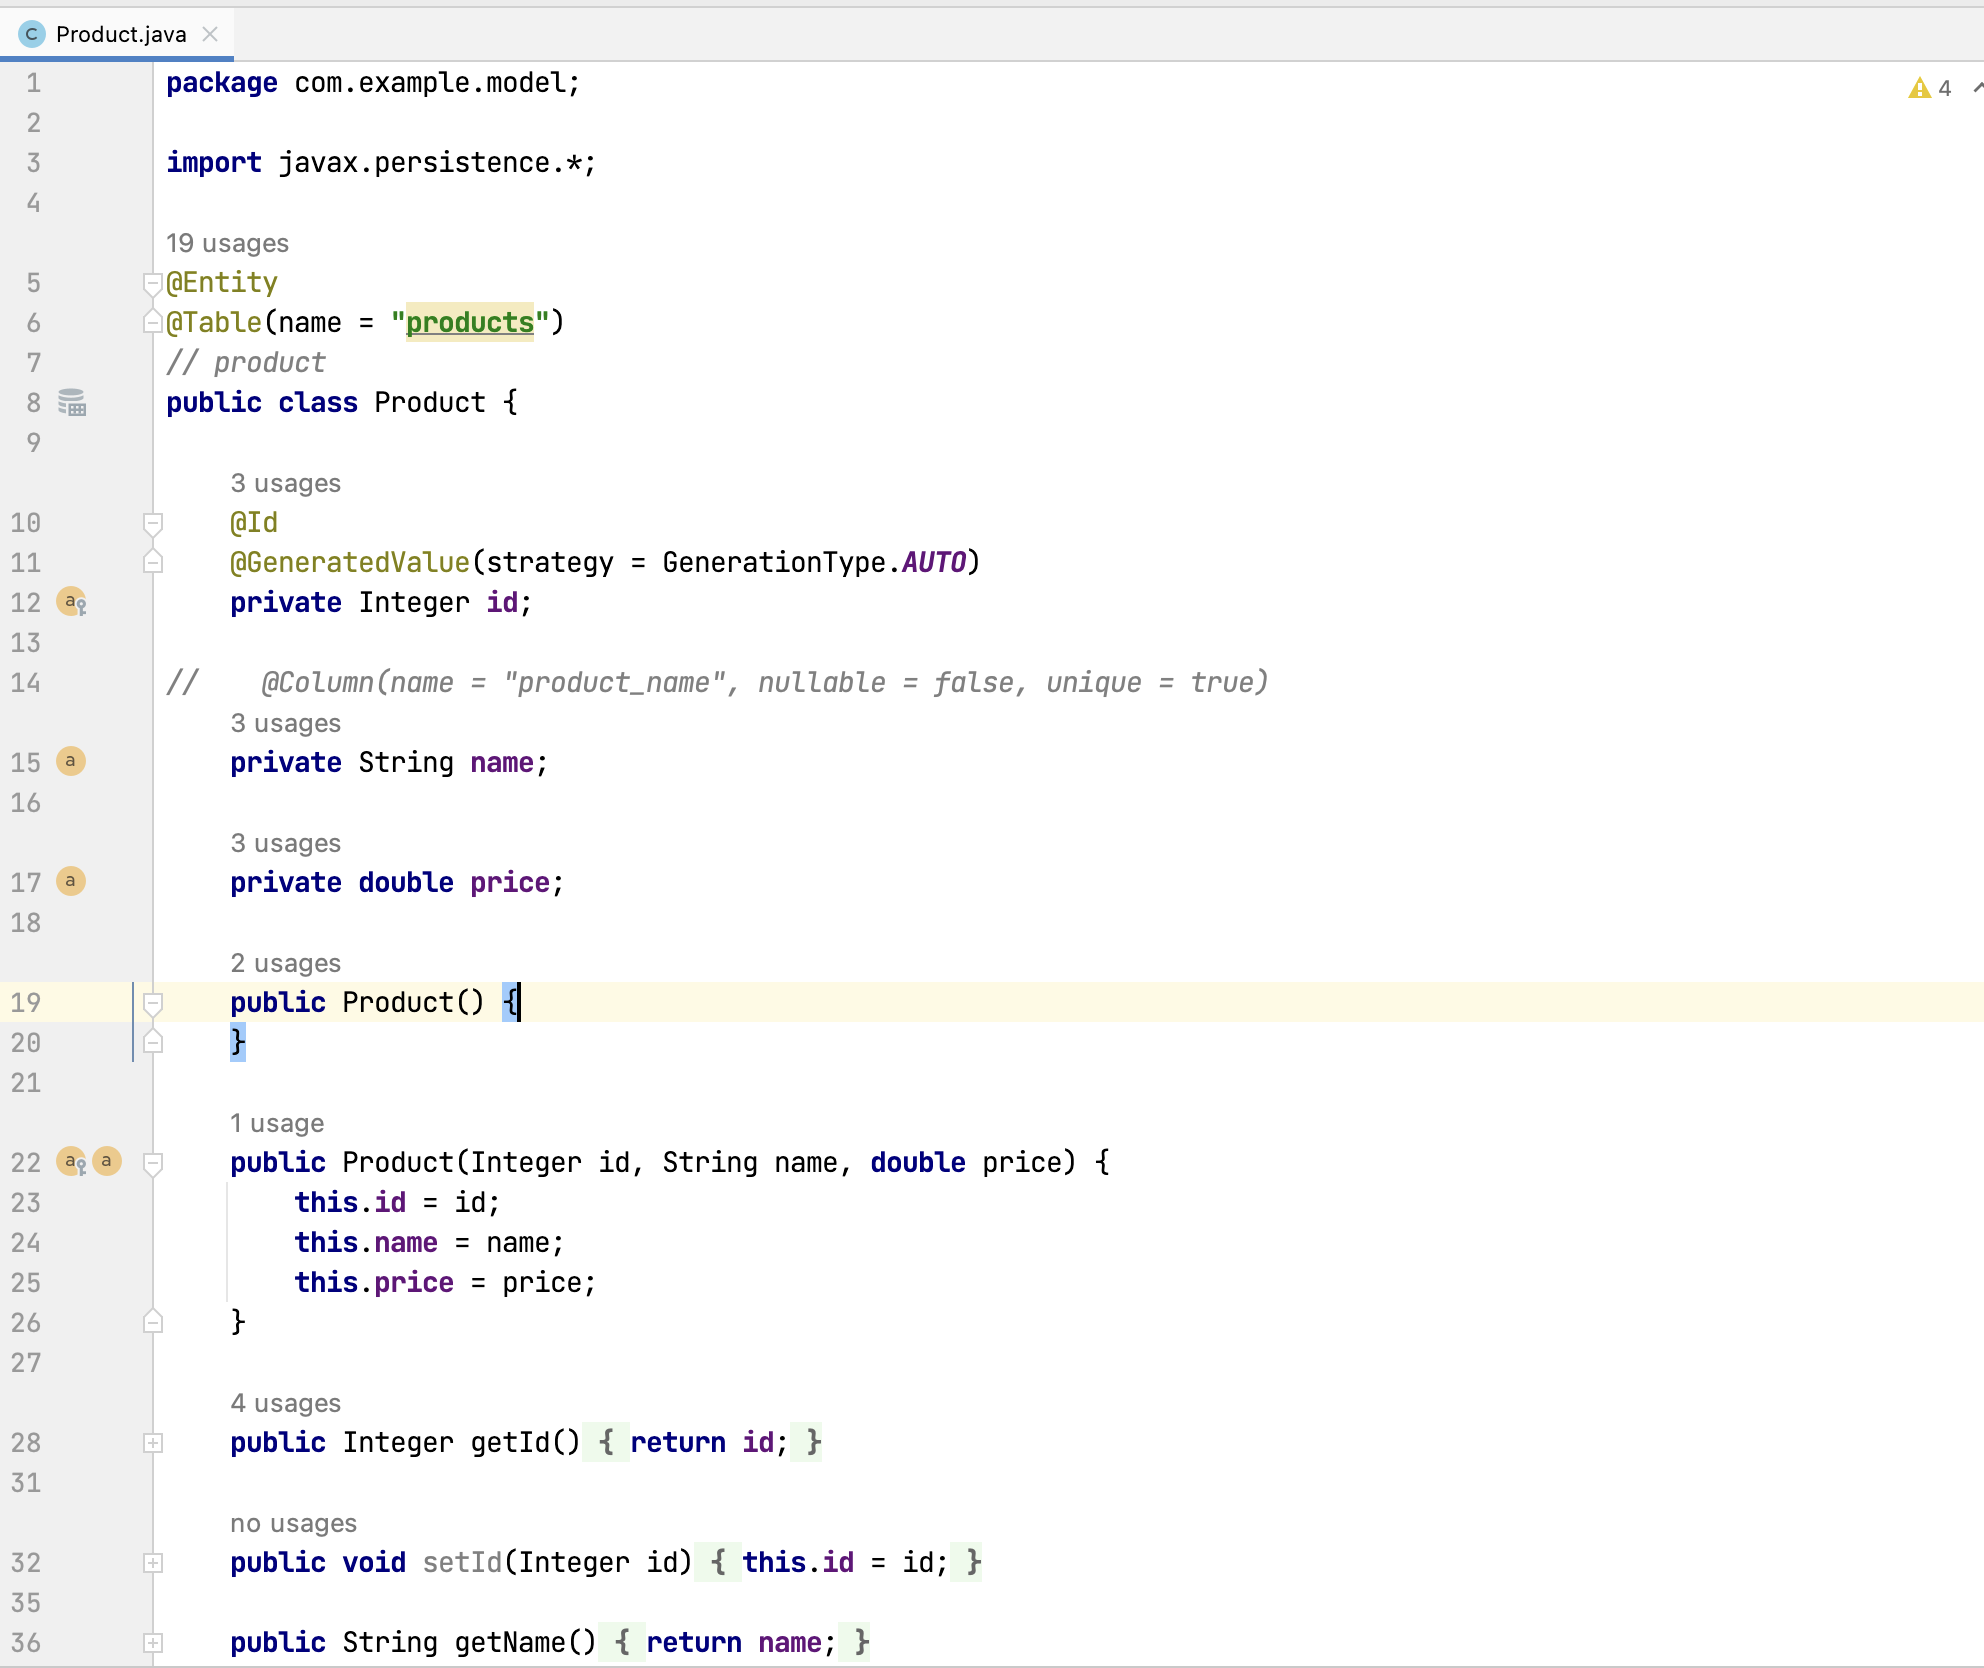 C Product.java
1 package com.example.model;
4
2
3 import javax.persistence.*;
4
19 usages
5 @Entity
6 @Table(name = "products")
7 // product
8 public class Product {
9
3 usages
10 @Id
11 @GeneratedValue(strategy = GenerationType.AUTO)
12 a private Integer id;
13
14 //    @Column(name = "product_name", nullable = false, unique = true)
3 usages
15 a private String name;
16
3 usages
17 a private double price;
18
2 usages
19 public Product() {
20 }
21
1 usage
22 a a public Product(Integer id, String name, double price) {
23 this.id = id;
24 this.name = name;
25 this.price = price;
26 }
27
4 usages
28 public Integer getId() { return id; }
31
no usages
32 public void setId(Integer id) { this.id = id; }
35
36 public String getName() { return name; }